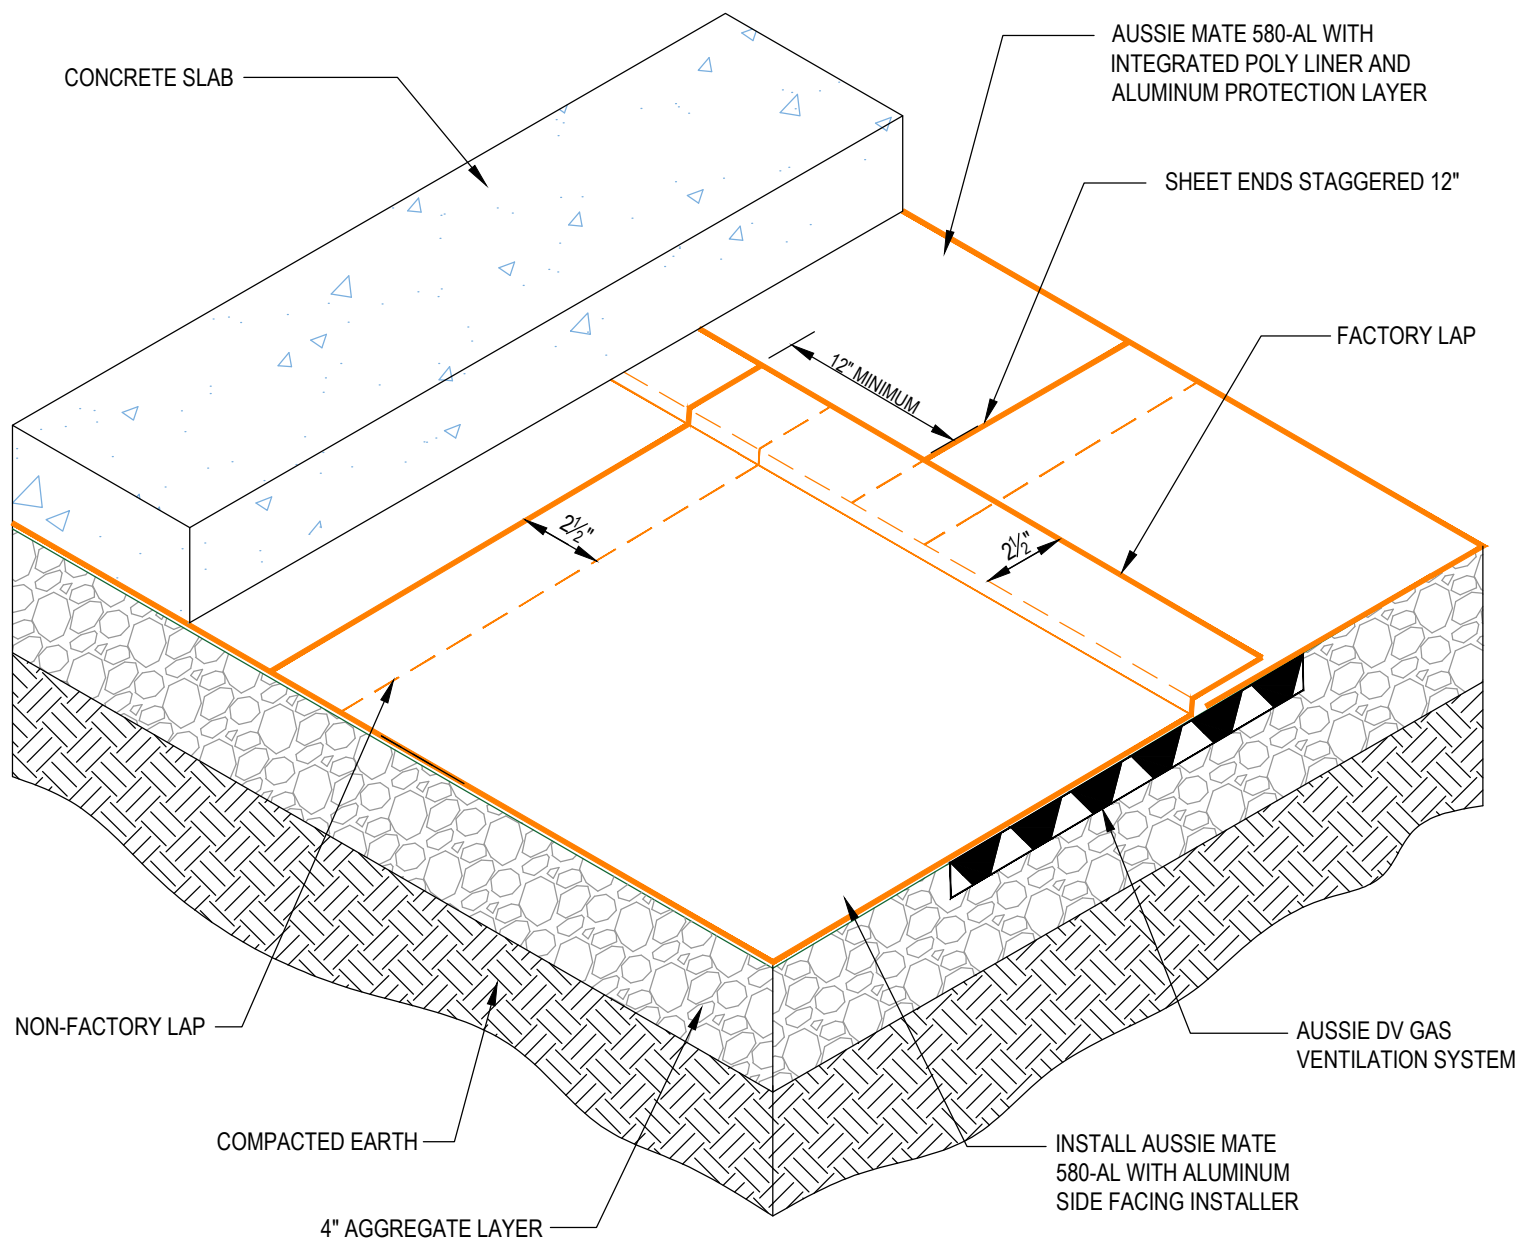 AUSSIE MATE 580-AL WITH
INTEGRATED POLY LINER AND
ALUMINUM PROTECTION LAYER
CONCRETE SLAB
SHEET ENDS STAGGERED 12"
FACTORY LAP
12" MINIMUM
2½"
2½"
NON-FACTORY LAP
AUSSIE DV GAS
VENTILATION SYSTEM
COMPACTED EARTH
INSTALL AUSSIE MATE
580-AL WITH ALUMINUM
SIDE FACING INSTALLER
4" AGGREGATE LAYER